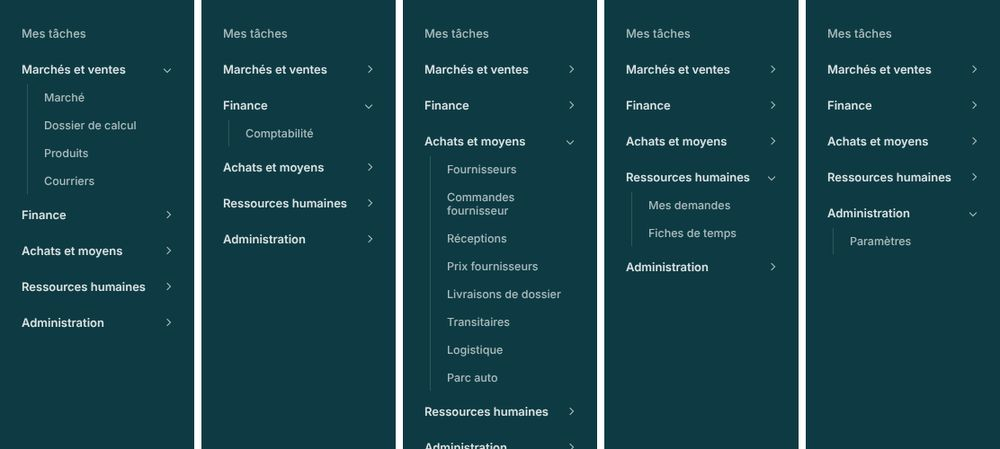 Mes tâches
Marchés et ventes
Marché
Dossier de calcul
Produits
Courriers
Finance
Achats et moyens
Ressources humaines
Administration
Mes tâches
Marchés et ventes
Finance
Comptabilité
Achats et moyens
Ressources humaines
Administration
Mes tâches
Marchés et ventes
Finance
Achats et moyens
Fournisseurs
Commandes
fournisseur
Réceptions
Prix fournisseurs
Livraisons de dossier
Transitaires
Logistique
Parc auto
Ressources humaines
Administration
Mes tâches
Marchés et ventes
Finance
Achats et moyens
Ressources humaines
Mes demandes
Fiches de temps
Administration
Mes tâches
Marchés et ventes
Finance
Achats et moyens
Ressources humaines
Administration
Paramètres